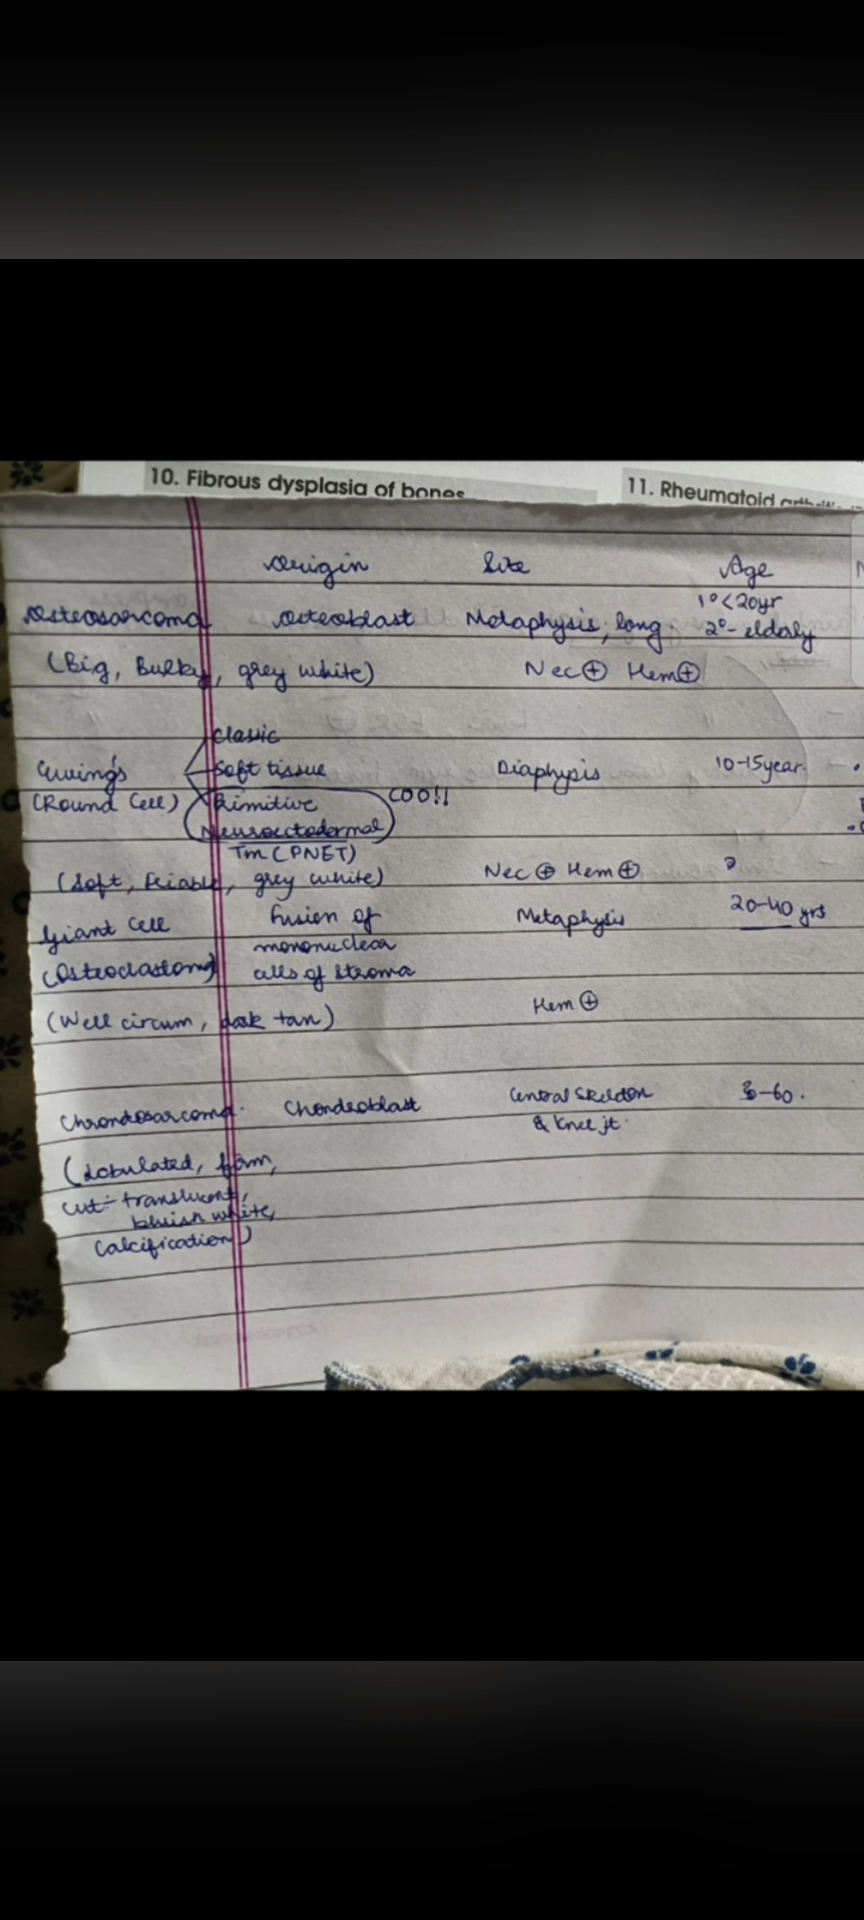 10. Fibrous dysplasia of bones
11. Rheumatoid
Origin Site Age
1° <20yr
Osteosarcoma Osteoblast Metaphysis, long 2° - eldaly
(Big, Bulky, grey white) Nec ⊕ Hem ⊕
Classic
Ewing's Soft tissue Diaphysis 10-15year.
(Round Cell) Primitive COO!!
Neuroectodermal
Tm (PNET)
(Soft, friable, grey white) Nec ⊕ Hem ⊕
Giant Cell Fusion of Metaphysis 20-40 yrs
mononuclear
(Osteoclastoma) cells of stroma
(Well circum, dark tan) Hem ⊕
Chrondosarcoma. Chondroblast Central Skeleton 30-60.
& Knee jt.
(Lobulated, firm,
cut:- translucent,
bluish white,
Calcification)